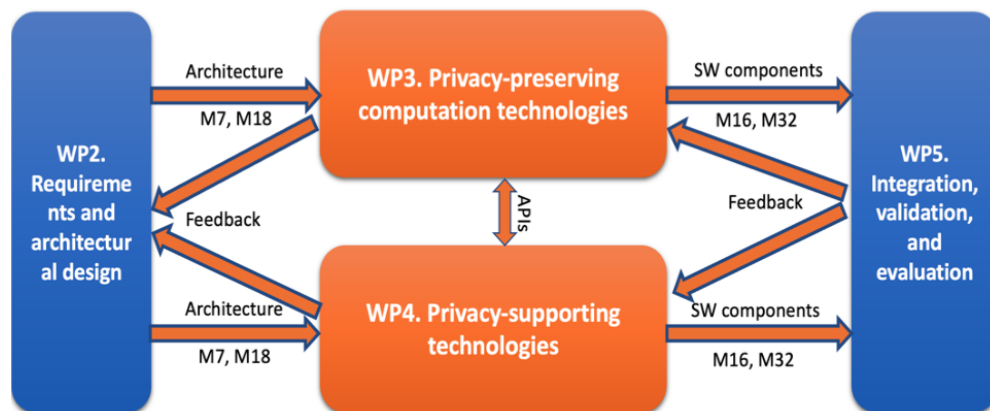 Architecture
M7, M18
WP3. Privacy-preserving
computation technologies
SW components
M16, M32
WP2.
Requireme
nts and
architectur
al design
Feedback
APIs
Feedback
WP5.
Integration,
validation,
and
evaluation
Architecture
M7, M18
WP4. Privacy-supporting
technologies
SW components
M16, M32